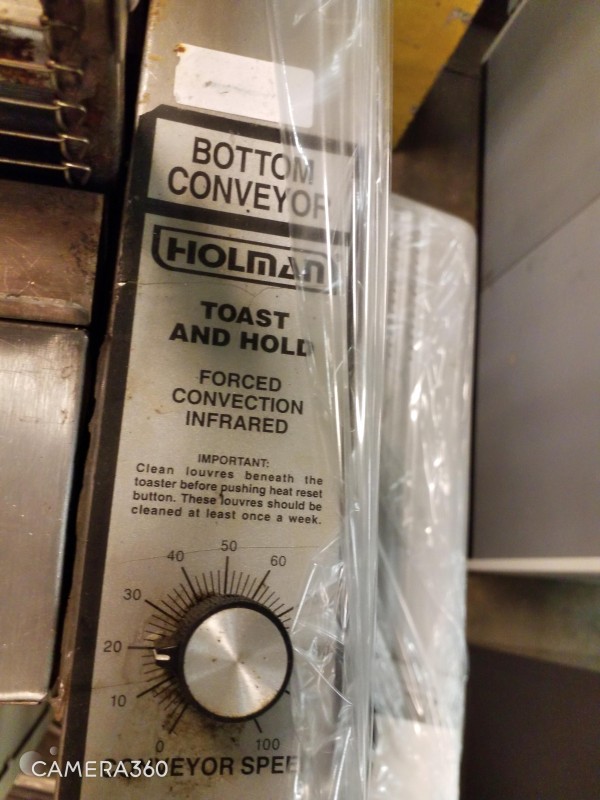 BOTTOM
CONVEYOR
HOLMAN
TOAST
AND HOLD
FORCED
CONVECTION
INFRARED
IMPORTANT:
Clean louvres beneath the
toaster before pushing heat reset
button. These louvres should be
cleaned at least once a week.
50
40 60
30
20
10
0 100
CONVEYOR SPEE
CAMERA360